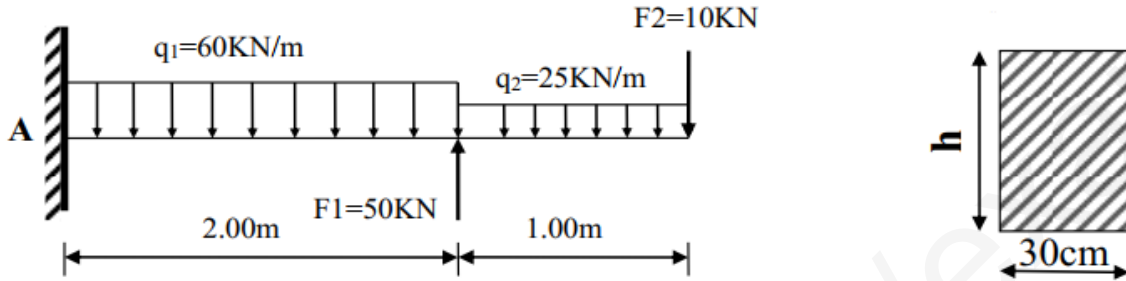 F2=10KN
q₁=60KN/m
q₂=25KN/m
A
h
F1=50KN
2.00m
1.00m
30cm